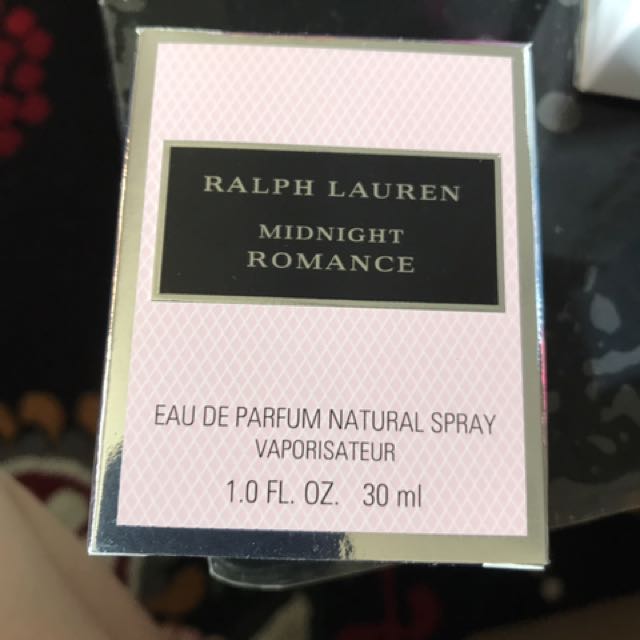 RALPH LAUREN
MIDNIGHT
ROMANCE
EAU DE PARFUM NATURAL SPRAY
VAPORISATEUR
1.0 FL. OZ. 30 ml